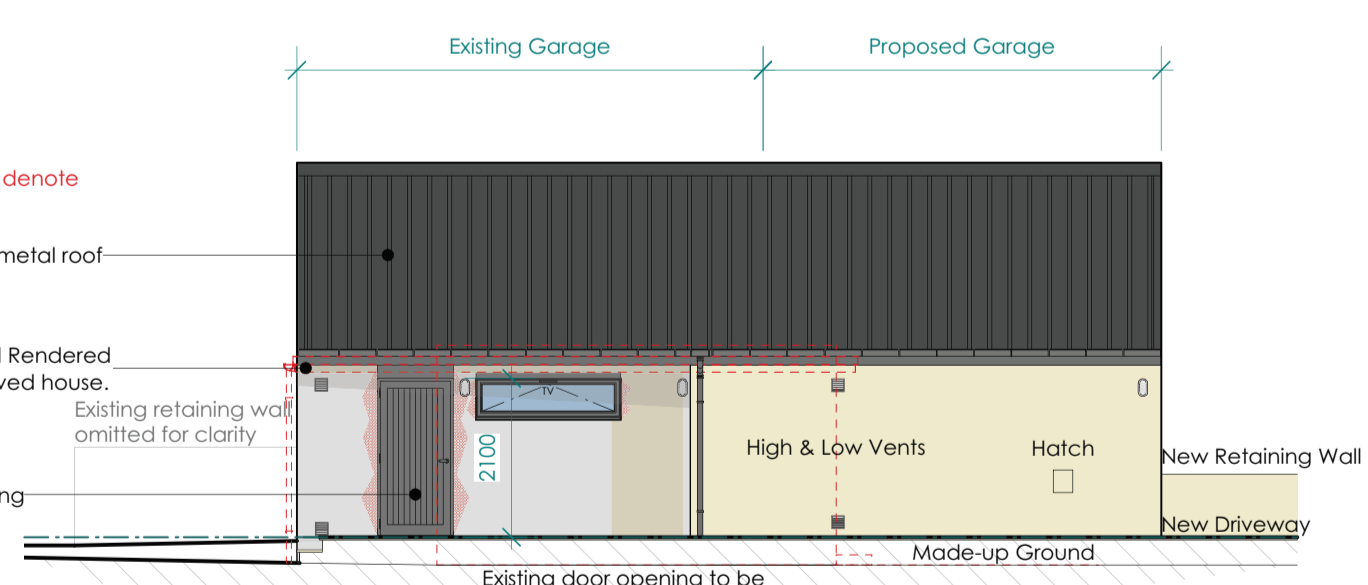 Existing Garage
Proposed Garage
denote
metal roof
Rendered
ved house.
Existing retaining wall
omitted for clarity
TV
2100
High & Low Vents
Hatch
New Retaining Wall
ng
New Driveway
Made-up Ground
Existing door opening to be